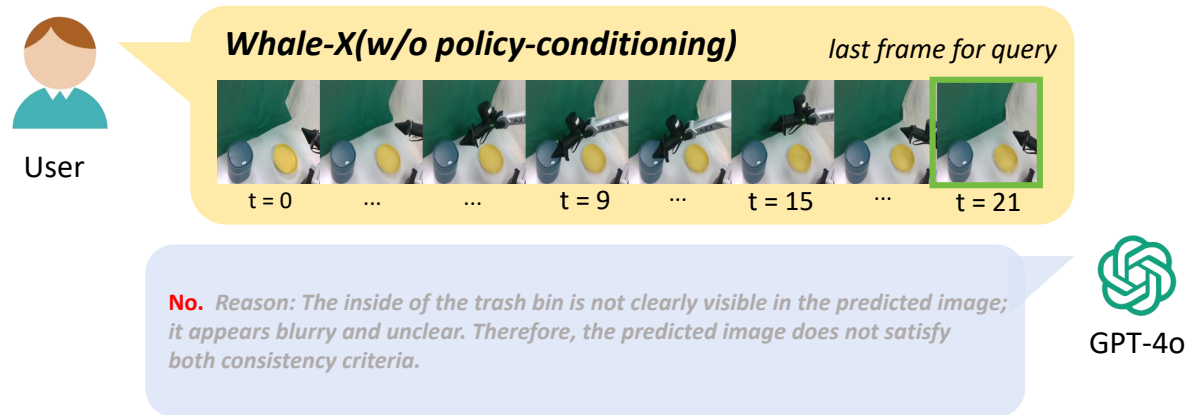 Whale-X(w/o policy-conditioning)
last frame for query
User
t = 0 ... ... t = 9 ... t = 15 ... t = 21
No. Reason: The inside of the trash bin is not clearly visible in the predicted image;
it appears blurry and unclear. Therefore, the predicted image does not satisfy
both consistency criteria.
GPT-4o